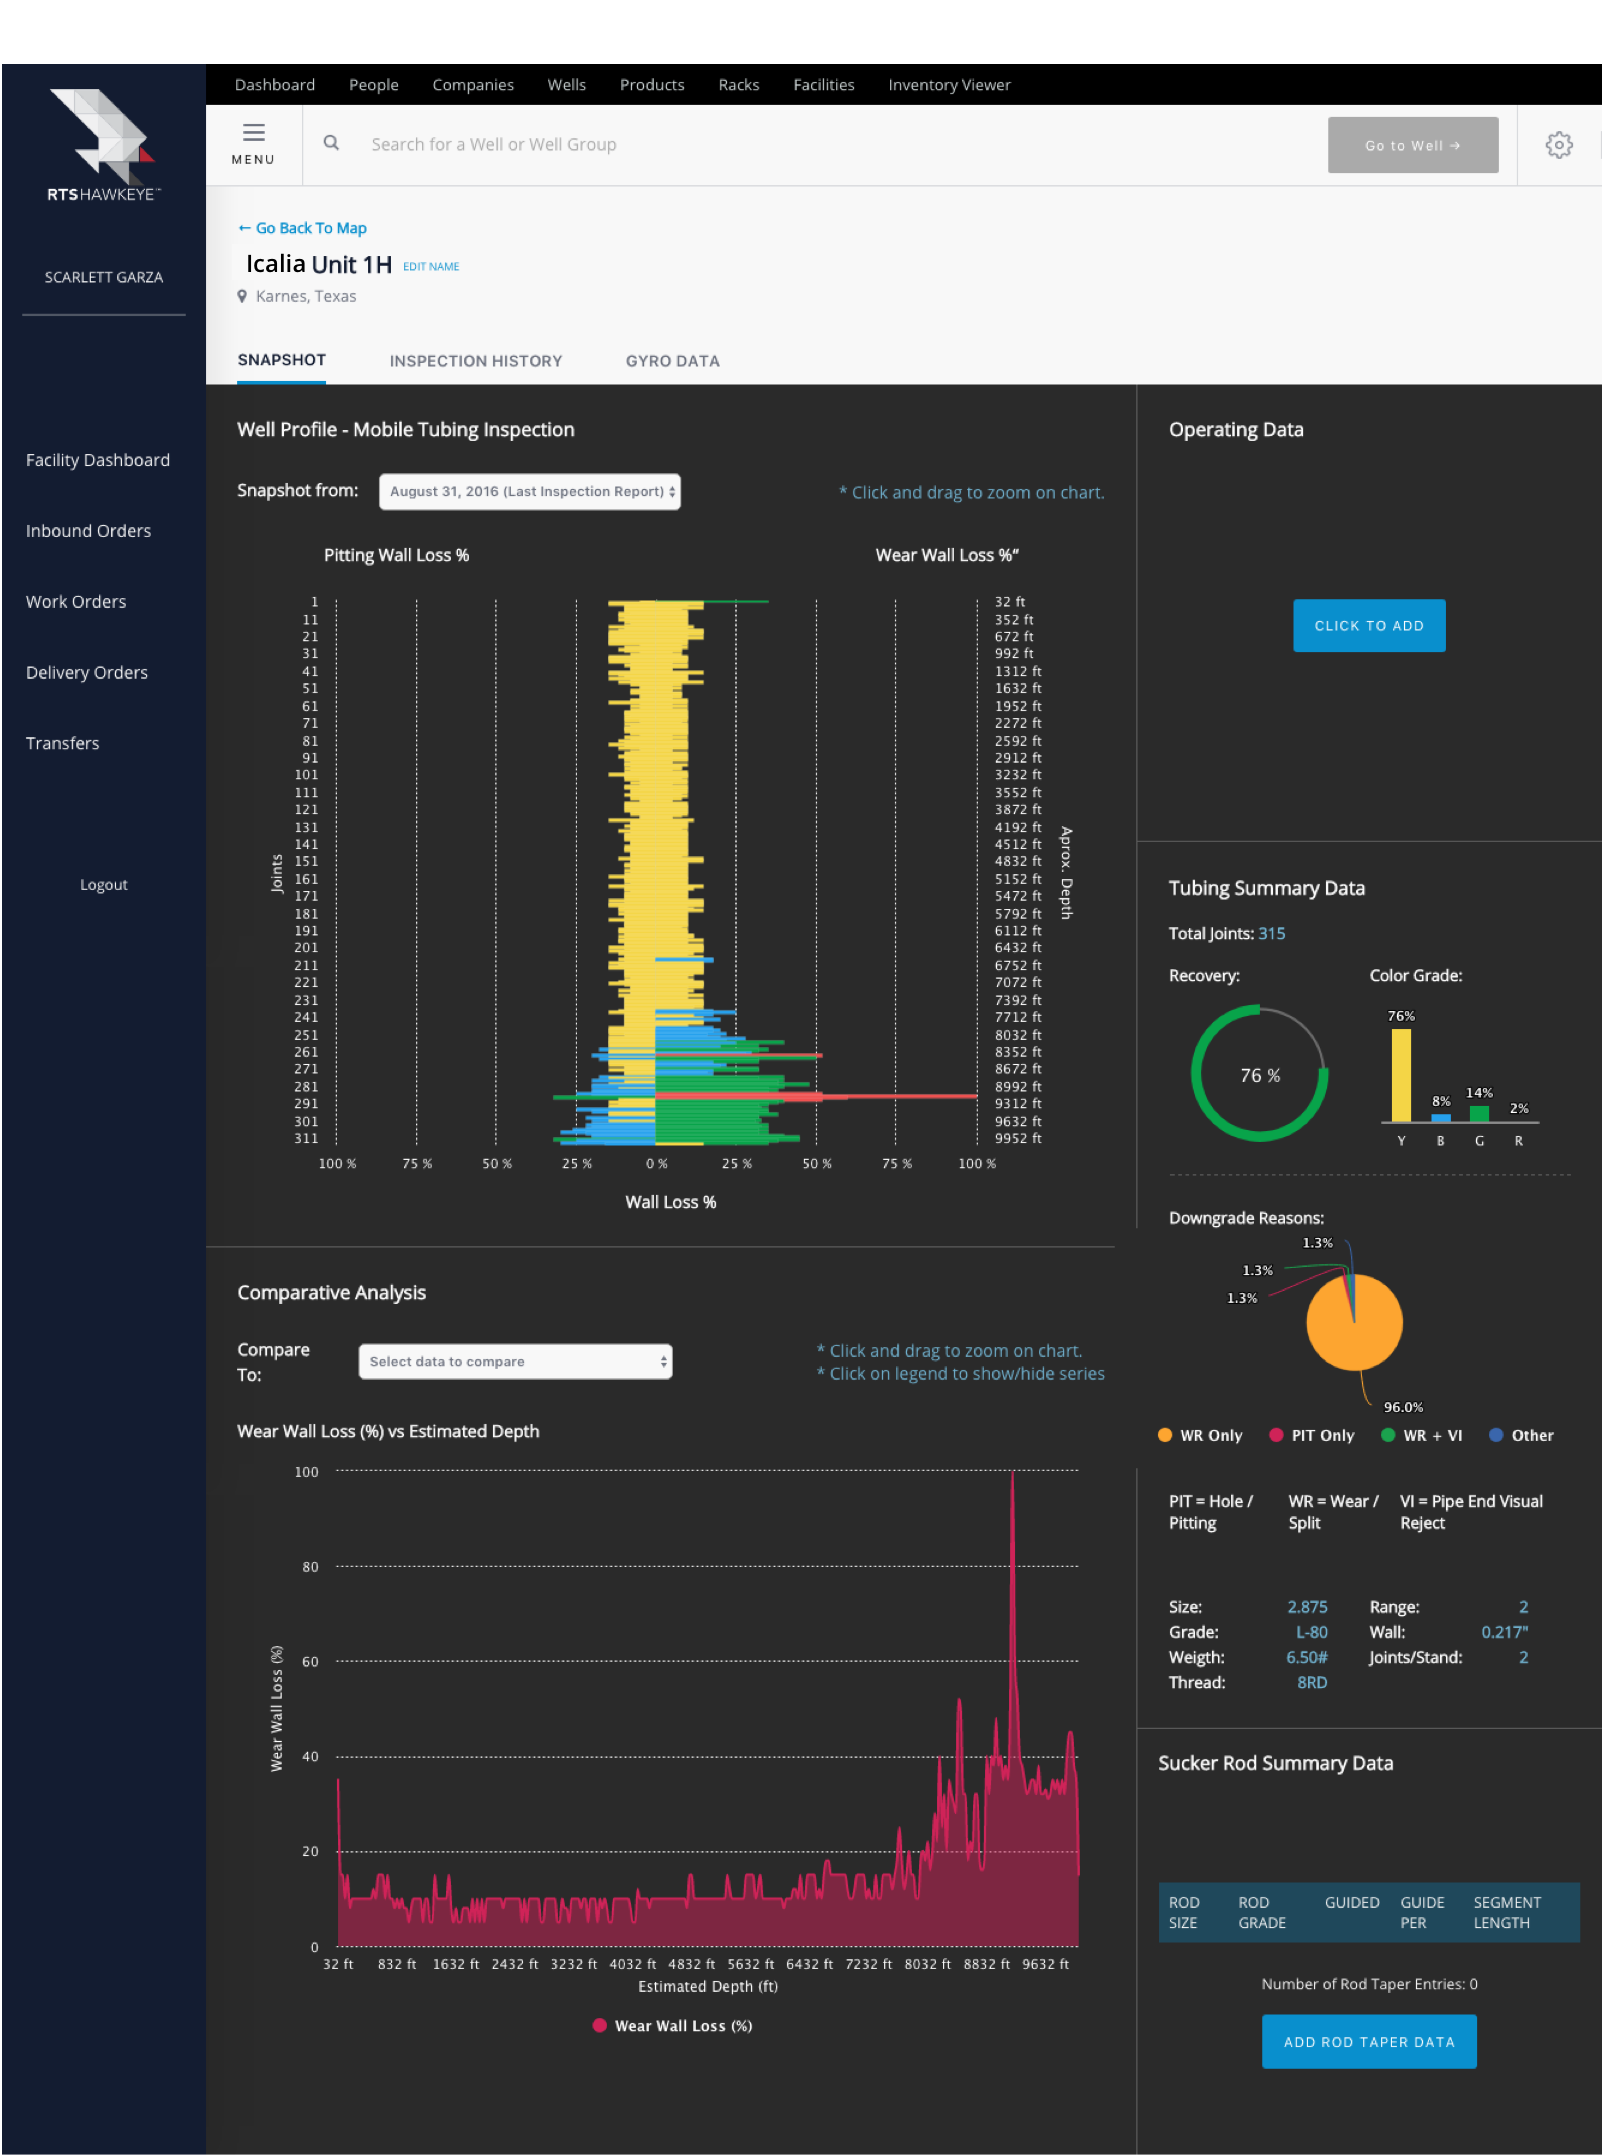 Dashboard People Companies Wells Products Racks Facilities Inventory Viewer
RTSHAWKEYE™
SCARLETT GARZA
Facility Dashboard
Inbound Orders
Work Orders
Delivery Orders
Transfers
Logout
MENU
Search for a Well or Well Group
Go to Well →
← Go Back To Map
Icalia Unit 1H EDIT NAME
Karnes, Texas
SNAPSHOT INSPECTION HISTORY GYRO DATA
Well Profile - Mobile Tubing Inspection
Snapshot from: August 31, 2016 (Last Inspection Report)
* Click and drag to zoom on chart.
Pitting Wall Loss % Wear Wall Loss %"
1 32 ft
11 352 ft
21 672 ft
31 992 ft
41 1312 ft
51 1632 ft
61 1952 ft
71 2272 ft
81 2592 ft
91 2912 ft
101 3232 ft
111 3552 ft
121 3872 ft
131 4192 ft
141 4512 ft
151 4832 ft
161 5152 ft
171 5472 ft
181 5792 ft
191 6112 ft
201 6432 ft
211 6752 ft
221 7072 ft
231 7392 ft
241 7712 ft
251 8032 ft
261 8352 ft
271 8672 ft
281 8992 ft
291 9312 ft
301 9632 ft
311 9952 ft
Joints
Aprox. Depth
100 % 75 % 50 % 25 % 0 % 25 % 50 % 75 % 100 %
Wall Loss %
Comparative Analysis
Compare
To:
Select data to compare
* Click and drag to zoom on chart.
* Click on legend to show/hide series
Wear Wall Loss (%) vs Estimated Depth
100
80
60
40
20
0
Wear Wall Loss (%)
32 ft 832 ft 1632 ft 2432 ft 3232 ft 4032 ft 4832 ft 5632 ft 6432 ft 7232 ft 8032 ft 8832 ft 9632 ft
Estimated Depth (ft)
Wear Wall Loss (%)
Operating Data
CLICK TO ADD
Tubing Summary Data
Total Joints: 315
Recovery: Color Grade:
76 %
76%
8%
14%
2%
Y B G R
Downgrade Reasons:
1.3%
1.3%
1.3%
96.0%
WR Only PIT Only WR + VI Other
PIT = Hole / WR = Wear / VI = Pipe End Visual
Pitting Split Reject
Size: 2.875 Range: 2
Grade: L-80 Wall: 0.217"
Weigth: 6.50# Joints/Stand: 2
Thread: 8RD
Sucker Rod Summary Data
ROD ROD GUIDED GUIDE SEGMENT
SIZE GRADE PER LENGTH
Number of Rod Taper Entries: 0
ADD ROD TAPER DATA